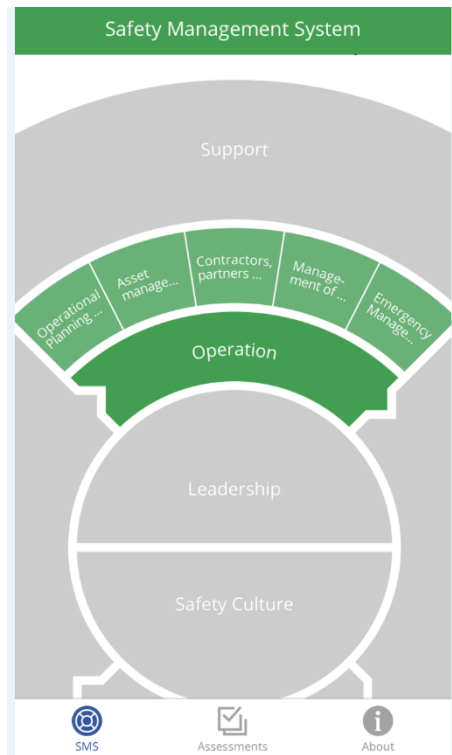 Safety Management System
Support
Operational
Planning ...
Asset
manage...
Contractors,
partners ...
Manage-
ment of ...
Emergency
Manage...
Operation
Leadership
Safety Culture
SMS
Assessments
About